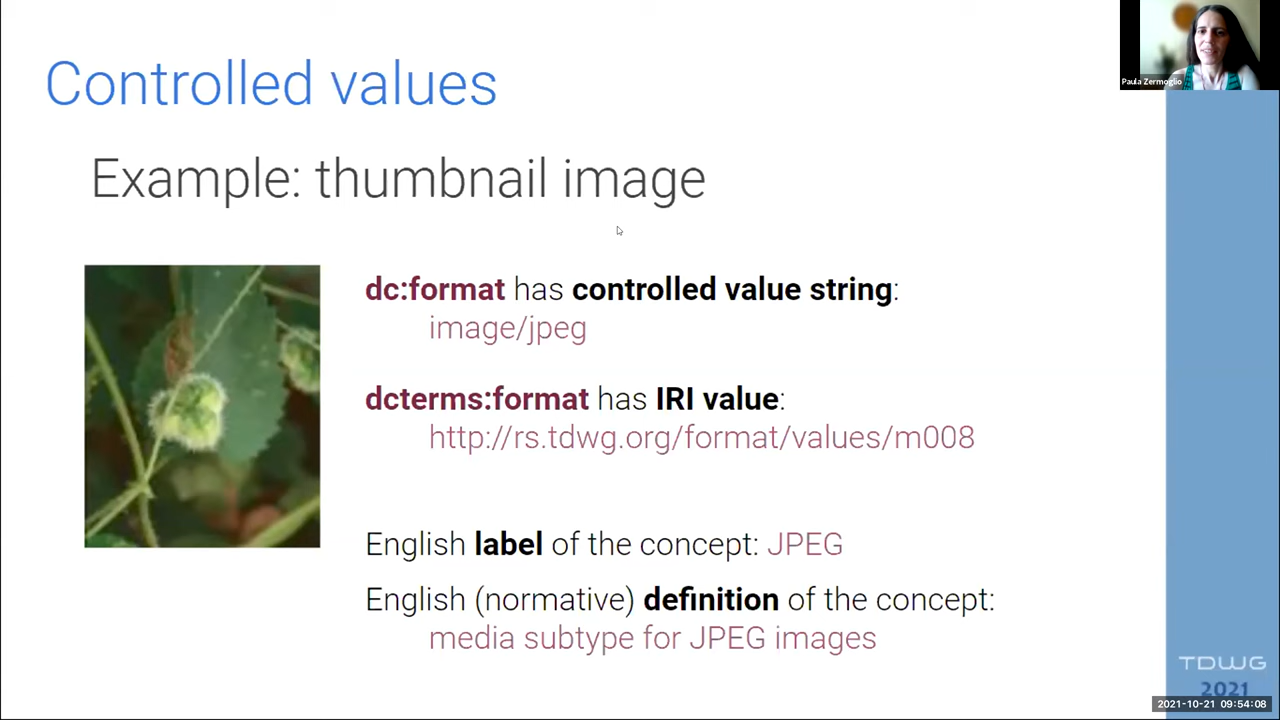 Controlled values
Paula Zermoglio
Example: thumbnail image
dc:format has controlled value string:
image/jpeg
dcterms:format has IRI value:
http://rs.tdwg.org/format/values/m008
English label of the concept: JPEG
English (normative) definition of the concept:
media subtype for JPEG images
TDWG
2021
2021-10-21 09:54:08